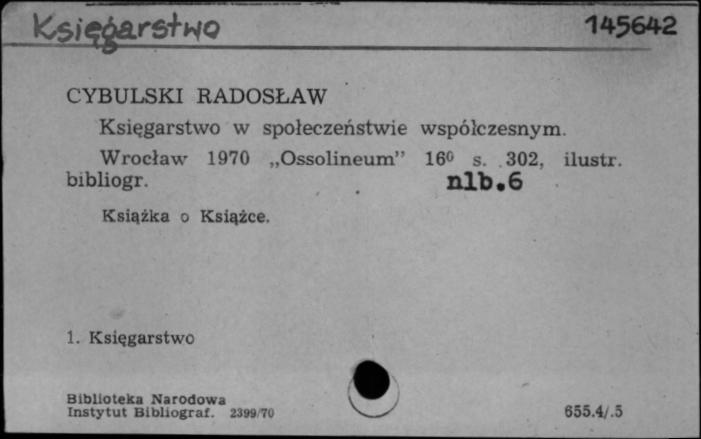 Księgarstwo 145642
CYBULSKI RADOSŁAW
Księgarstwo w społeczeństwie współczesnym.
Wrocław 1970 „Ossolineum” 16⁰ s. 302, ilustr.
bibliogr. nlb.6
Książka o Książce.
1. Księgarstwo
Biblioteka Narodowa
Instytut Bibliograf. 2399/70 655.4/.5